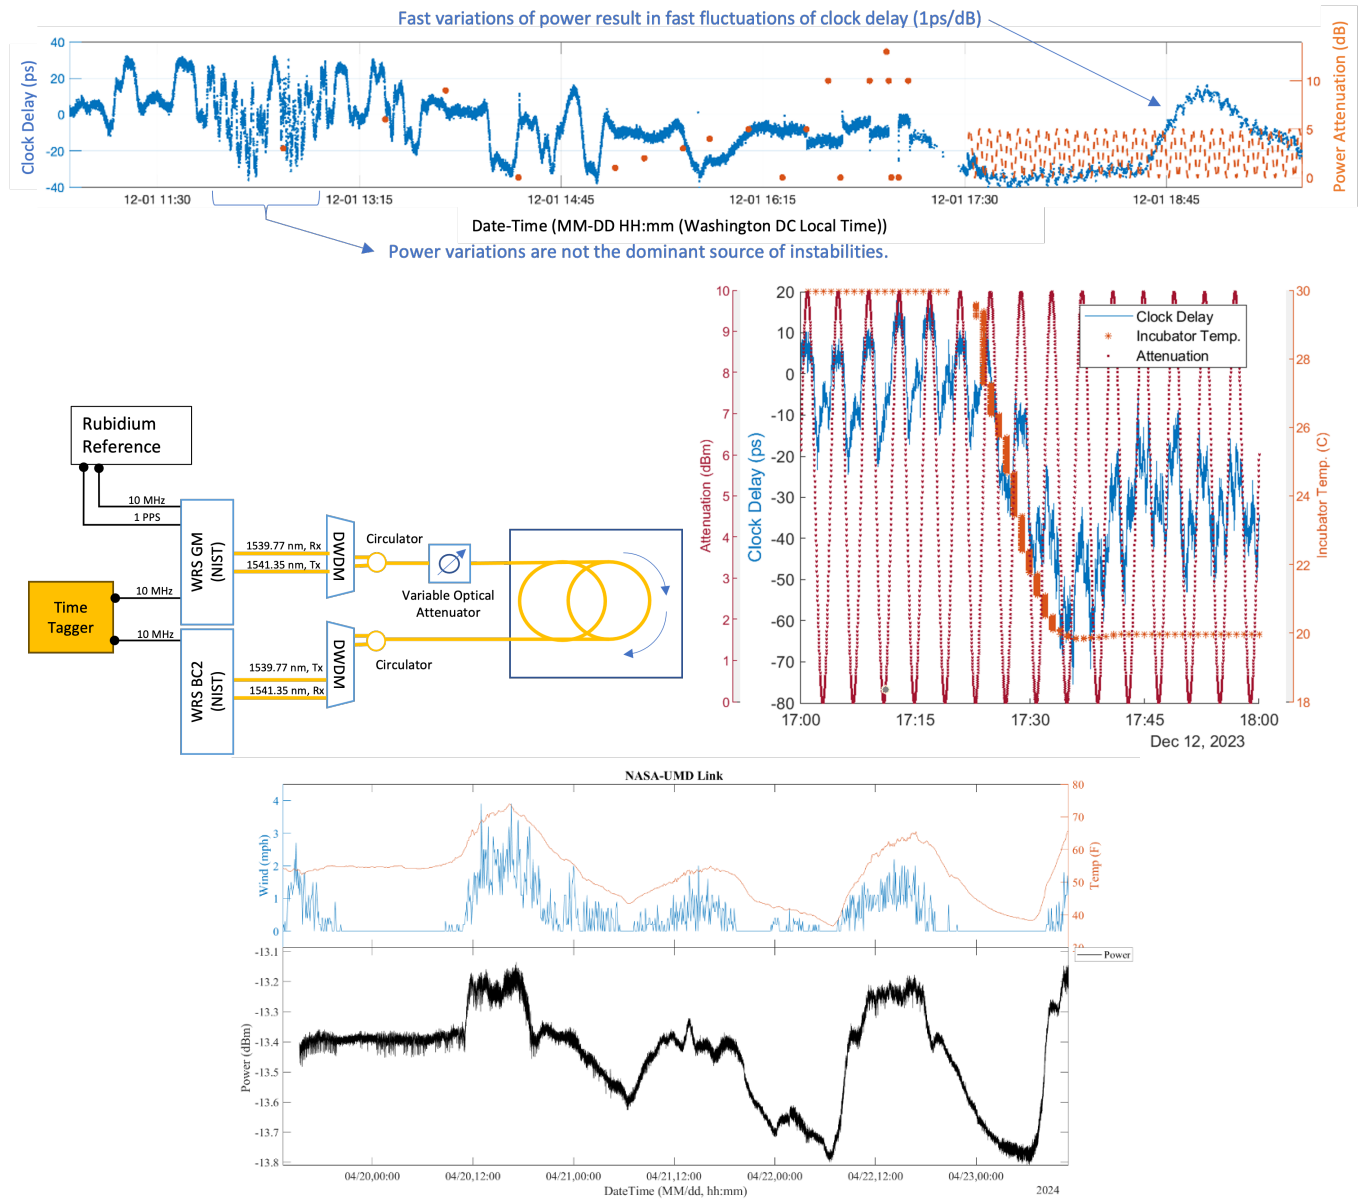 Fast variations of power result in fast fluctuations of clock delay (1ps/dB)
Clock Delay (ps)
40
20
0
-20
-40
Power Attenuation (dB)
10
5
0
12-01 11:30
12-01 13:15
12-01 14:45
12-01 16:15
12-01 17:30
12-01 18:45
Date-Time (MM-DD HH:mm (Washington DC Local Time))
Power variations are not the dominant source of instabilities.
Rubidium
Reference
10 MHz
1 PPS
WRS GM
(NIST)
1539.77 nm, Rx
1541.35 nm, Tx
DWDM
Circulator
Variable Optical
Attenuator
Time
Tagger
10 MHz
10 MHz
WRS BC2
(NIST)
1539.77 nm, Tx
1541.35 nm, Rx
DWDM
Circulator
Attenuation (dBm)
10
9
8
7
6
5
4
3
2
1
0
Clock Delay (ps)
20
10
0
-10
-20
-30
-40
-50
-60
-70
-80
Clock Delay
Incubator Temp.
Attenuation
30
28
26
24
22
20
18
Incubator Temp. (C)
17:00
17:15
17:30
17:45
18:00
Dec 12, 2023
NASA-UMD Link
Wind (mph)
4
3
2
1
0
80
70
60
50
40
30
Temp (F)
Power (dBm)
-13.1
-13.2
-13.3
-13.4
-13.5
-13.6
-13.7
-13.8
Power
04/20,00:00
04/20,12:00
04/21,00:00
04/21,12:00
04/22,00:00
04/22,12:00
04/23,00:00
DateTime (MM/dd, hh:mm)
2024